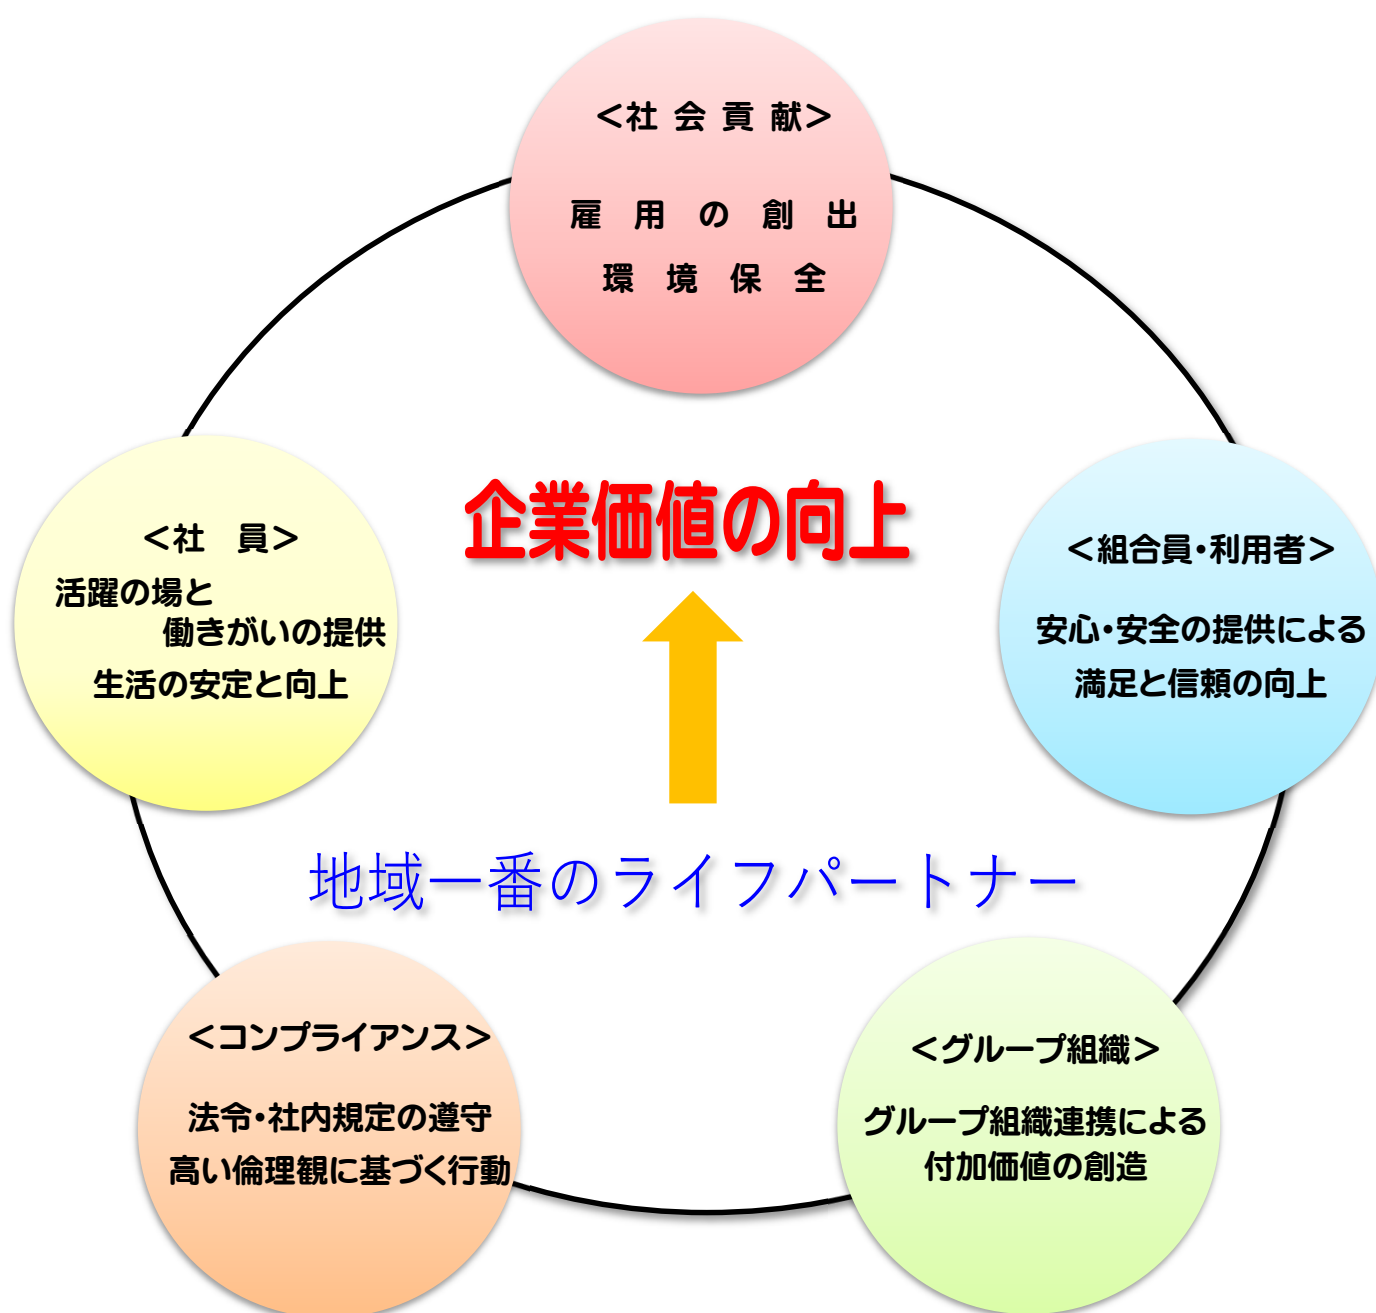 ＜社 会 貢 献＞
雇 用 の 創 出
環 境 保 全
企業価値の向上
＜社 員＞
活躍の場と
働きがいの提供
生活の安定と向上
＜組合員・利用者＞
安心・安全の提供による
満足と信頼の向上
地域一番のライフパートナー
＜コンプライアンス＞
法令・社内規定の遵守
高い倫理観に基づく行動
＜グループ組織＞
グループ組織連携による
付加価値の創造